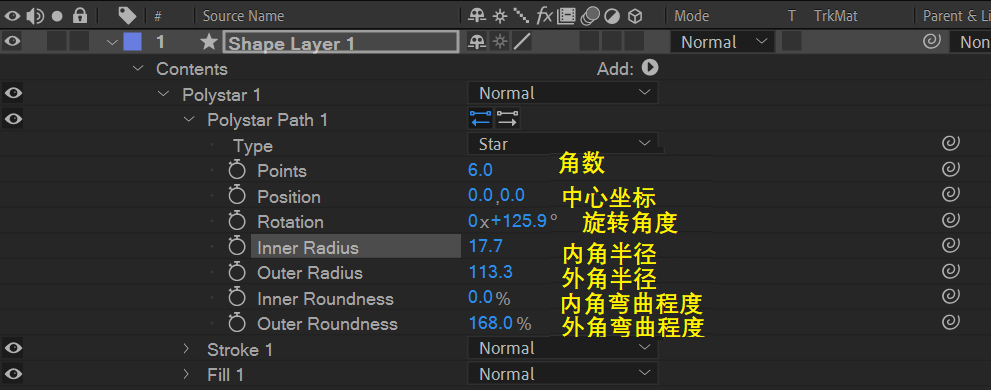 # Source Name fx Mode T TrkMat Parent & Li
1 Shape Layer 1 Normal Non
Contents Add:
Polystar 1 Normal
Polystar Path 1
Type Star
Points 6.0 角数
Position 0.0,0.0 中心坐标
Rotation 0x+125.9° 旋转角度
Inner Radius 17.7 内角半径
Outer Radius 113.3 外角半径
Inner Roundness 0.0% 内角弯曲程度
Outer Roundness 168.0% 外角弯曲程度
Stroke 1 Normal
Fill 1 Normal